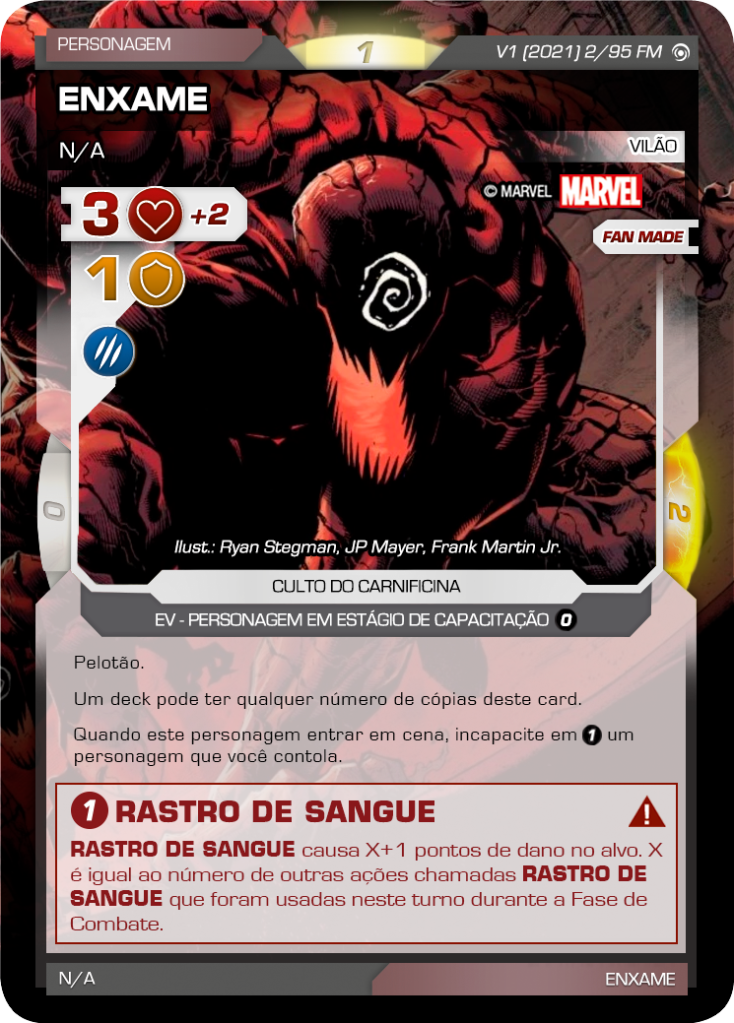 PERSONAGEM
1
V1 (2021) 2/95 FM
ENXAME
N/A
VILÃO
3 +2
© MARVEL MARVEL
FAN MADE
1
0
2
Ilust.: Ryan Stegman, JP Mayer, Frank Martin Jr.
CULTO DO CARNIFICINA
EV - PERSONAGEM EM ESTÁGIO DE CAPACITAÇÃO 0
Pelotão.
Um deck pode ter qualquer número de cópias deste card.
Quando este personagem entrar em cena, incapacite em 1 um
personagem que você contola.
1 RASTRO DE SANGUE
RASTRO DE SANGUE causa X+1 pontos de dano no alvo. X
é igual ao número de outras ações chamadas RASTRO DE
SANGUE que foram usadas neste turno durante a Fase de
Combate.
N/A
ENXAME